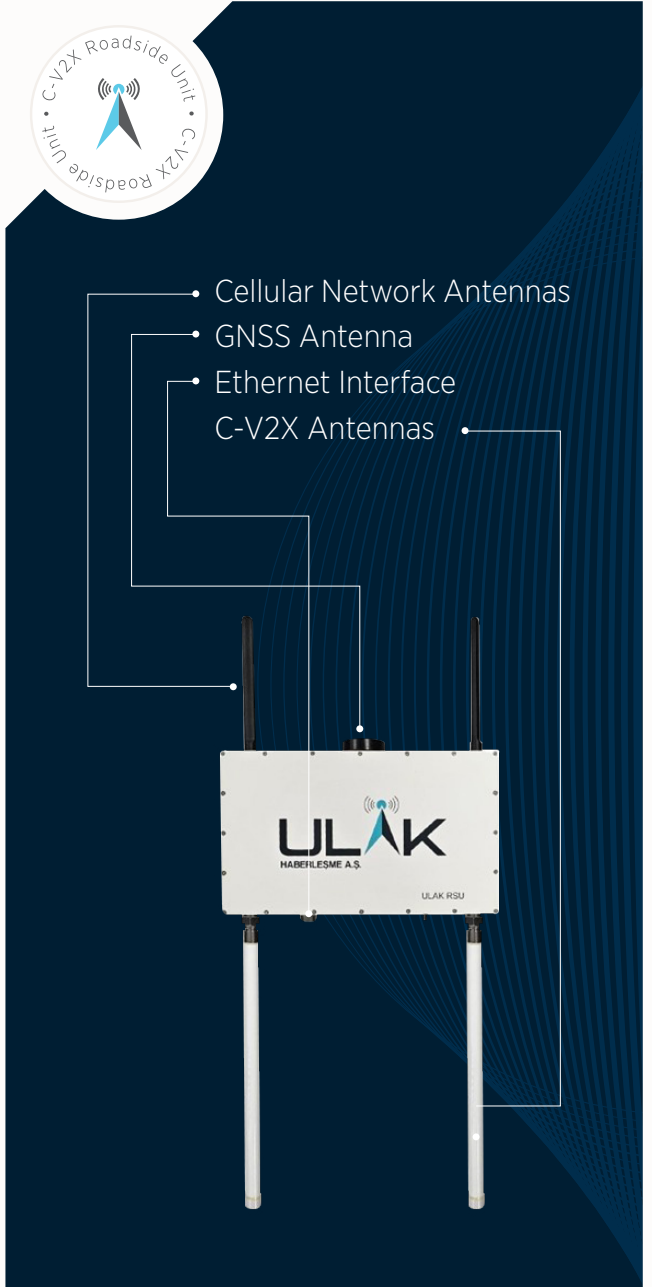 C-V2X Roadside Unit • C-V2X Roadside Unit •
Cellular Network Antennas
GNSS Antenna
Ethernet Interface
C-V2X Antennas
ULAK
HABERLEŞME A.Ş.
ULAK RSU